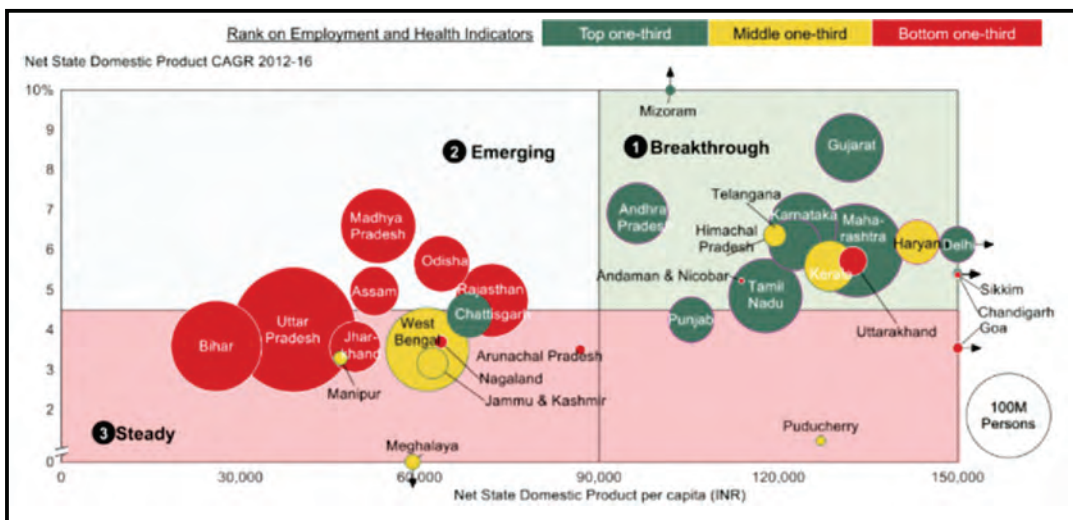 Rank on Employment and Health Indicators
Top one-third
Middle one-third
Bottom one-third
Net State Domestic Product CAGR 2012-16
10%
9
8
7
6
5
4
3
2
0
1 Breakthrough
2 Emerging
3 Steady
Mizoram
Gujarat
Telangana
Andhra
Pradesh
Karnataka
Maha-
rashtra
Himachal
Pradesh
Haryana
Delhi
Madhya
Pradesh
Odisha
Andaman & Nicobar
Kerala
Assam
Rajasthan
Tamil
Nadu
Sikkim
Chattisgarh
Chandigarh
Punjab
Uttarakhand
Goa
Bihar
Uttar
Pradesh
Jhar-
khand
West
Bengal
Arunachal Pradesh
Nagaland
Manipur
Jammu & Kashmir
100M
Persons
Meghalaya
Puducherry
0
30,000
60,000
90,000
120,000
150,000
Net State Domestic Product per capita (INR)